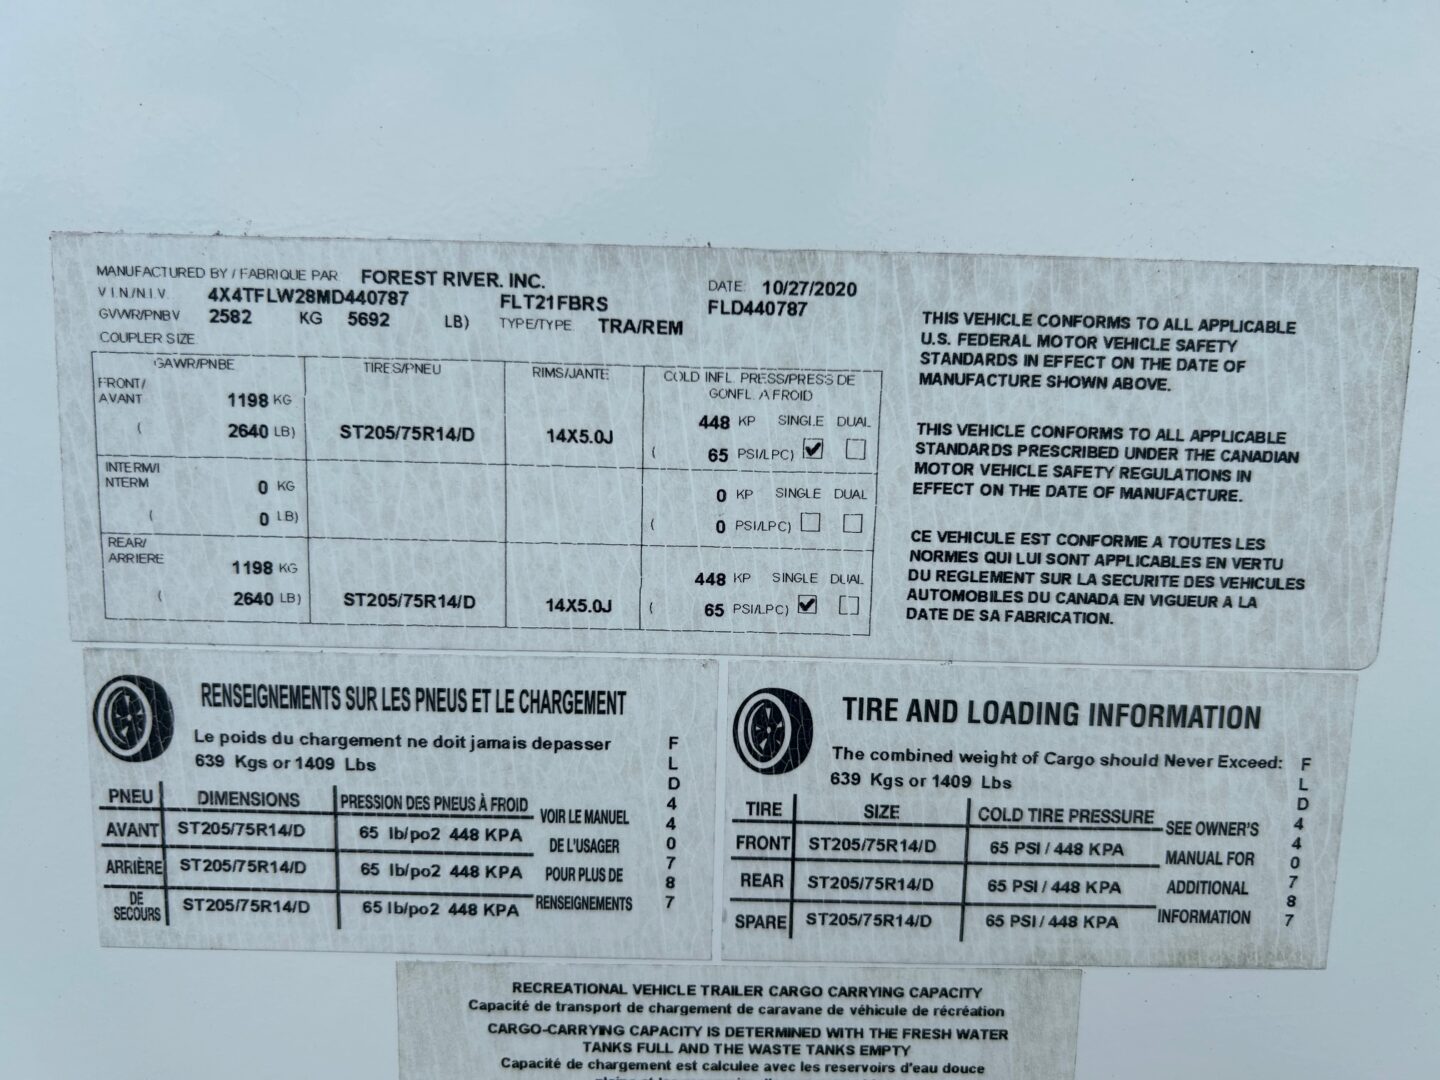 MANUFACTURED BY / FABRIQUE PAR FOREST RIVER, INC. DATE: 10/27/2020
V.I.N./N.I.V. 4X4TFLW28MD440787 FLT21FBRS FLD440787
GVWR/PNBV 2582 KG 5692 LB) TYPE/TYPE TRA/REM
COUPLER SIZE
GAWR/PNBE TIRES/PNEU RIMS/JANTE COLD INFL. PRESS/PRESS DE
GONFL. A FROID
FRONT/
AVANT 1198 KG 448 KP SINGLE DUAL
( 2640 LB) ST205/75R14/D 14X5.0J ( 65 PSI/LPC)
INTERM/I
NTERM 0 KG 0 KP SINGLE DUAL
( 0 LB) ( 0 PSI/LPC)
REAR/
ARRIERE 1198 KG 448 KP SINGLE DUAL
( 2640 LB) ST205/75R14/D 14X5.0J ( 65 PSI/LPC)
THIS VEHICLE CONFORMS TO ALL APPLICABLE
U.S. FEDERAL MOTOR VEHICLE SAFETY
STANDARDS IN EFFECT ON THE DATE OF
MANUFACTURE SHOWN ABOVE.
THIS VEHICLE CONFORMS TO ALL APPLICABLE
STANDARDS PRESCRIBED UNDER THE CANADIAN
MOTOR VEHICLE SAFETY REGULATIONS IN
EFFECT ON THE DATE OF MANUFACTURE.
CE VEHICULE EST CONFORME A TOUTES LES
NORMES QUI LUI SONT APPLICABLES EN VERTU
DU REGLEMENT SUR LA SECURITE DES VEHICULES
AUTOMOBILES DU CANADA EN VIGUEUR A LA
DATE DE SA FABRICATION.
RENSEIGNEMENTS SUR LES PNEUS ET LE CHARGEMENT
Le poids du chargement ne doit jamais depasser
639 Kgs or 1409 Lbs
PNEU DIMENSIONS PRESSION DES PNEUS À FROID
AVANT ST205/75R14/D 65 lb/po2 448 KPA
ARRIÈRE ST205/75R14/D 65 lb/po2 448 KPA
DE
SECOURS ST205/75R14/D 65 lb/po2 448 KPA
VOIR LE MANUEL
DE L'USAGER
POUR PLUS DE
RENSEIGNEMENTS
FLD440787
TIRE AND LOADING INFORMATION
The combined weight of Cargo should Never Exceed:
639 Kgs or 1409 Lbs
TIRE SIZE COLD TIRE PRESSURE
FRONT ST205/75R14/D 65 PSI / 448 KPA
REAR ST205/75R14/D 65 PSI / 448 KPA
SPARE ST205/75R14/D 65 PSI / 448 KPA
SEE OWNER'S
MANUAL FOR
ADDITIONAL
INFORMATION
FLD440787
RECREATIONAL VEHICLE TRAILER CARGO CARRYING CAPACITY
Capacité de transport de chargement de caravane de véhicule de récréation
CARGO-CARRYING CAPACITY IS DETERMINED WITH THE FRESH WATER
TANKS FULL AND THE WASTE TANKS EMPTY
Capacité de chargement est calculee avec les reservoirs d'eau douce